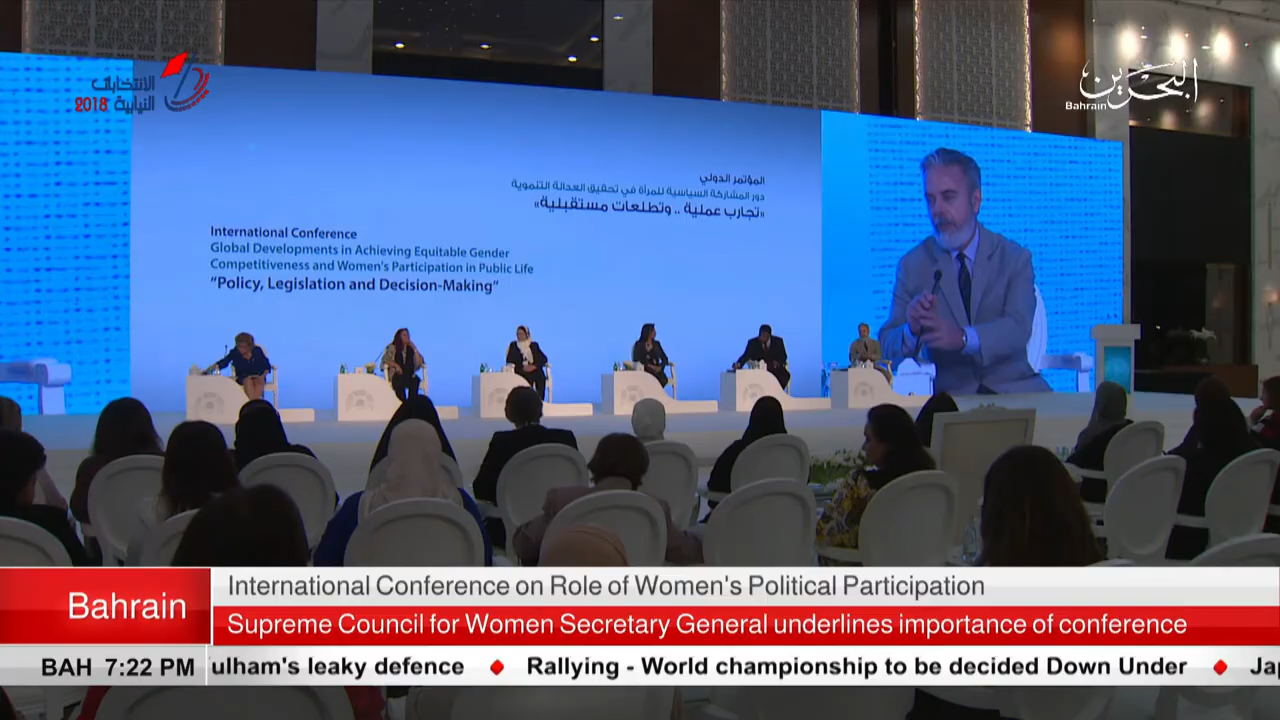 الانتخابات
النيابية 2018
البحرين
Bahrain
المؤتمر الدولي
دور المشاركة السياسية للمرأة في تحقيق العدالة التنموية
«تجارب عملية .. وتطلعات مستقبلية»
International Conference
Global Developments in Achieving Equitable Gender
Competitiveness and Women's Participation in Public Life
“Policy, Legislation and Decision-Making“
Bahrain
International Conference on Role of Women's Political Participation
Supreme Council for Women Secretary General underlines importance of conference
BAH 7:22 PM ulham's leaky defence ♦ Rallying - World championship to be decided Down Under ♦ Jap